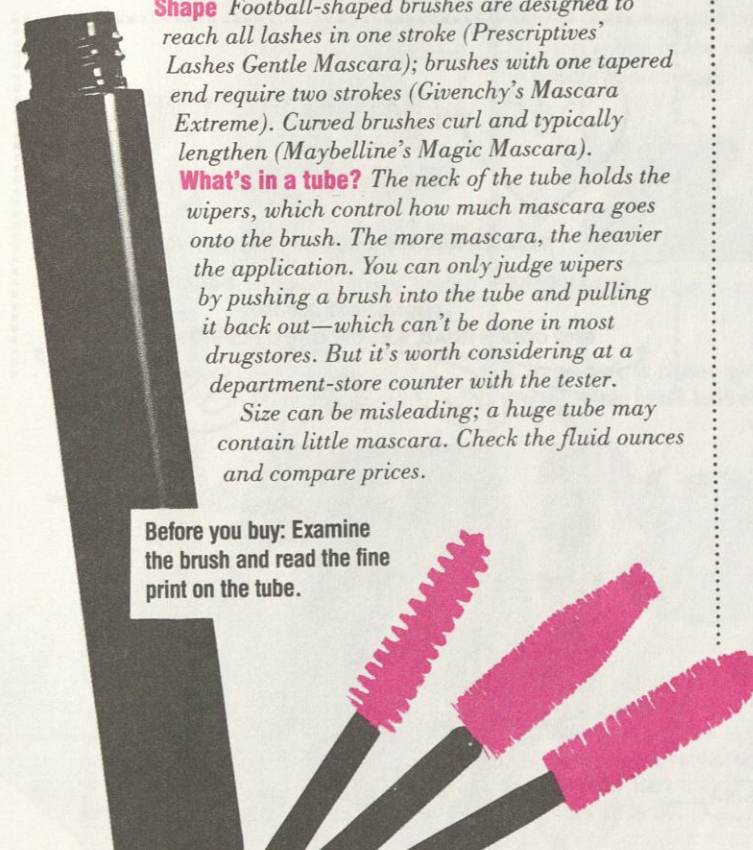 Shape Football-shaped brushes are designed to
reach all lashes in one stroke (Prescriptives'
Lashes Gentle Mascara); brushes with one tapered
end require two strokes (Givenchy's Mascara
Extreme). Curved brushes curl and typically
lengthen (Maybelline's Magic Mascara).
What's in a tube? The neck of the tube holds the
wipers, which control how much mascara goes
onto the brush. The more mascara, the heavier
the application. You can only judge wipers
by pushing a brush into the tube and pulling
it back out—which can't be done in most
drugstores. But it's worth considering at a
department-store counter with the tester.
Size can be misleading; a huge tube may
contain little mascara. Check the fluid ounces
and compare prices.
Before you buy: Examine
the brush and read the fine
print on the tube.